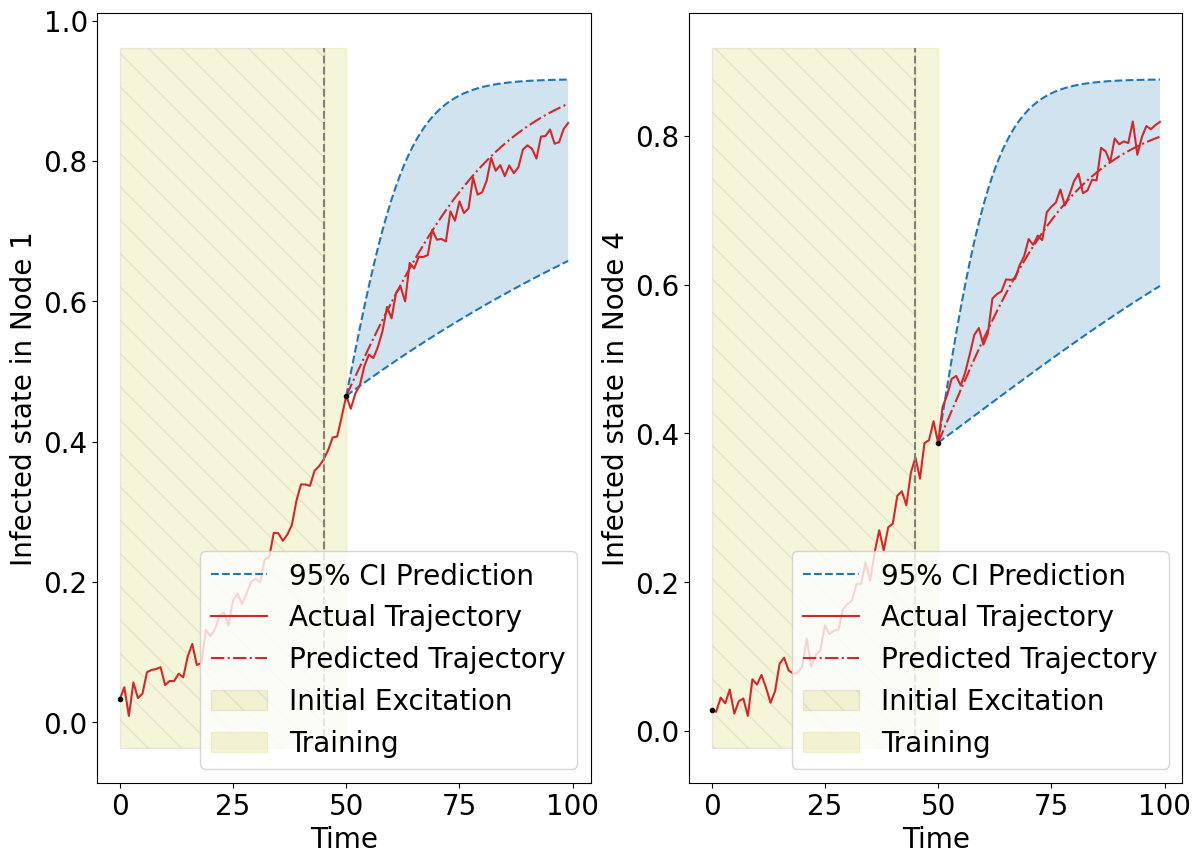 Infected state in Node 1
1.0
0.8
0.6
0.4
0.2
0.0
0 25 50 75 100
Time
95% CI Prediction
Actual Trajectory
Predicted Trajectory
Initial Excitation
Training
Infected state in Node 4
0.8
0.6
0.4
0.2
0.0
0 25 50 75 100
Time
95% CI Prediction
Actual Trajectory
Predicted Trajectory
Initial Excitation
Training